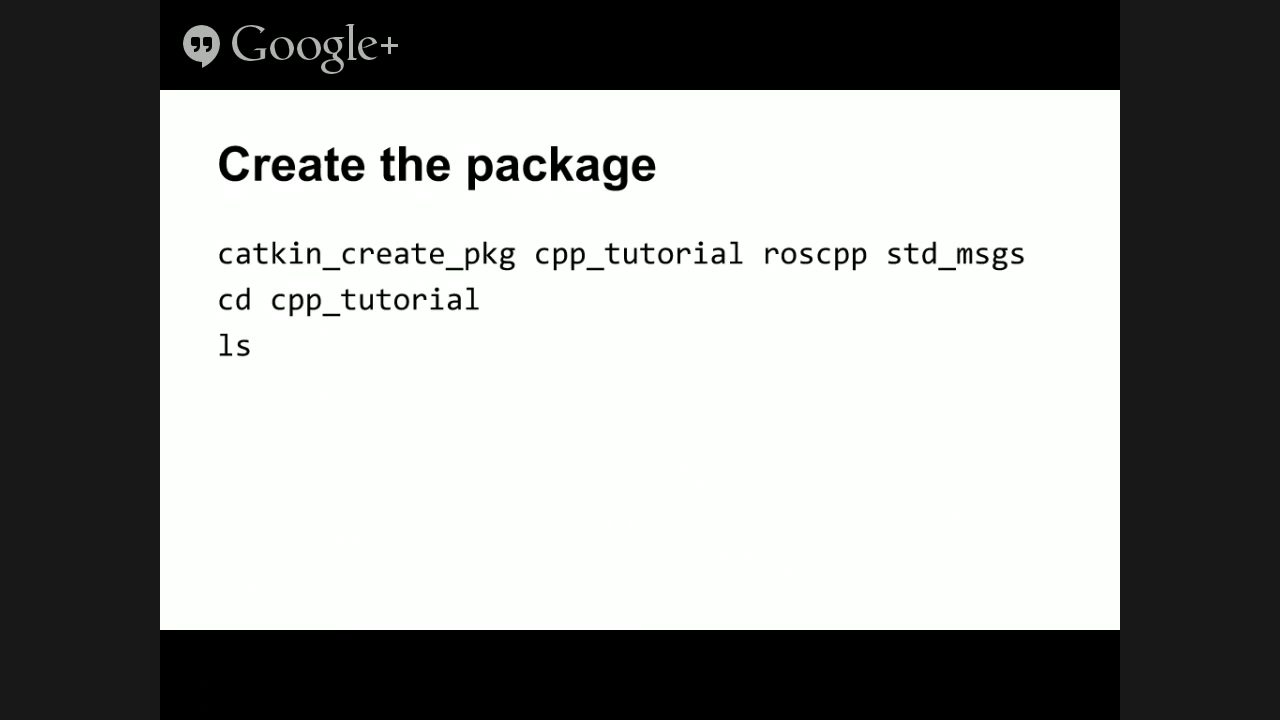 Google+
Create the package
catkin_create_pkg cpp_tutorial roscpp std_msgs
cd cpp_tutorial
ls